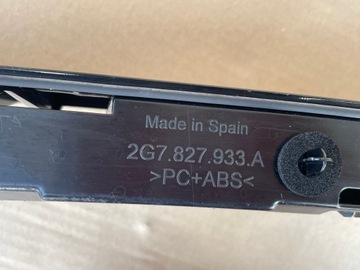 Made in Spain
2G7.827.933.A
>PC+ABS<